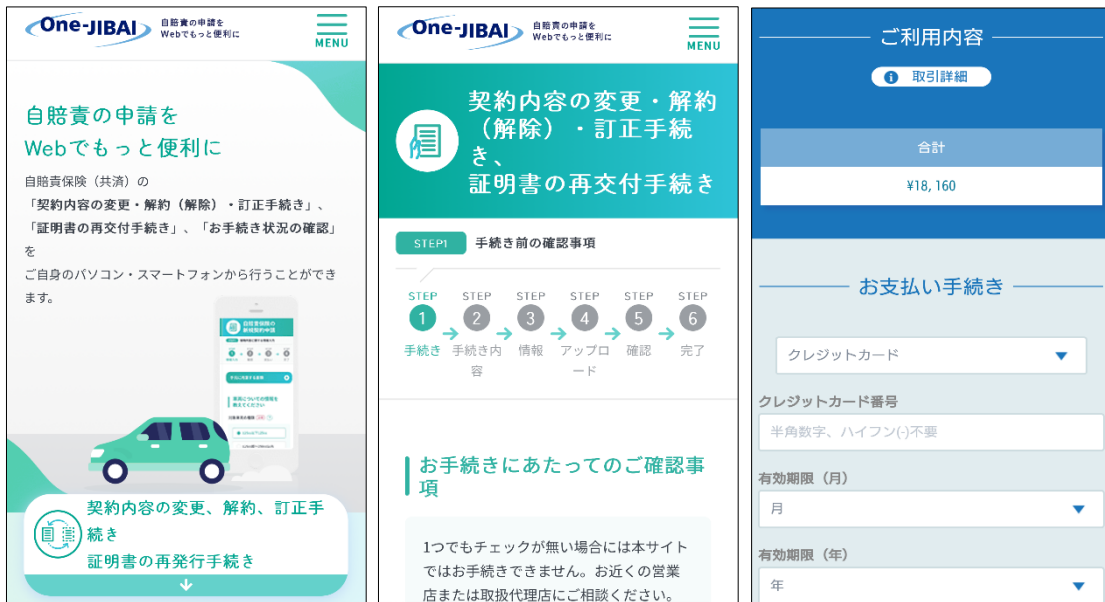 One-JIBAI
自賠責の申請を
Webでもっと便利に
MENU
自賠責の申請を
Webでもっと便利に
自賠責保険（共済）の
「契約内容の変更・解約（解除）・訂正手続き」、
「証明書の再交付手続き」、「お手続き状況の確認」
を
ご自身のパソコン・スマートフォンから行うことができ
ます。
自賠責保険の
新規契約申請
契約内容の変更、解約、訂正手
続き
証明書の再発行手続き
One-JIBAI
自賠責の申請を
Webでもっと便利に
MENU
契約内容の変更・解約
（解除）・訂正手続
き、
証明書の再交付手続き
STEP1 手続き前の確認事項
STEP STEP STEP STEP STEP STEP
1 2 3 4 5 6
手続き 手続き内 情報 アップロ 確認 完了
容 ード
お手続きにあたってのご確認事
項
1つでもチェックが無い場合には本サイト
ではお手続きできません。お近くの営業
店または取扱代理店にご相談ください。
ご利用内容
取引詳細
合計
¥18,160
お支払い手続き
クレジットカード
クレジットカード番号
半角数字、ハイフン(-)不要
有効期限（月）
月
有効期限（年）
年